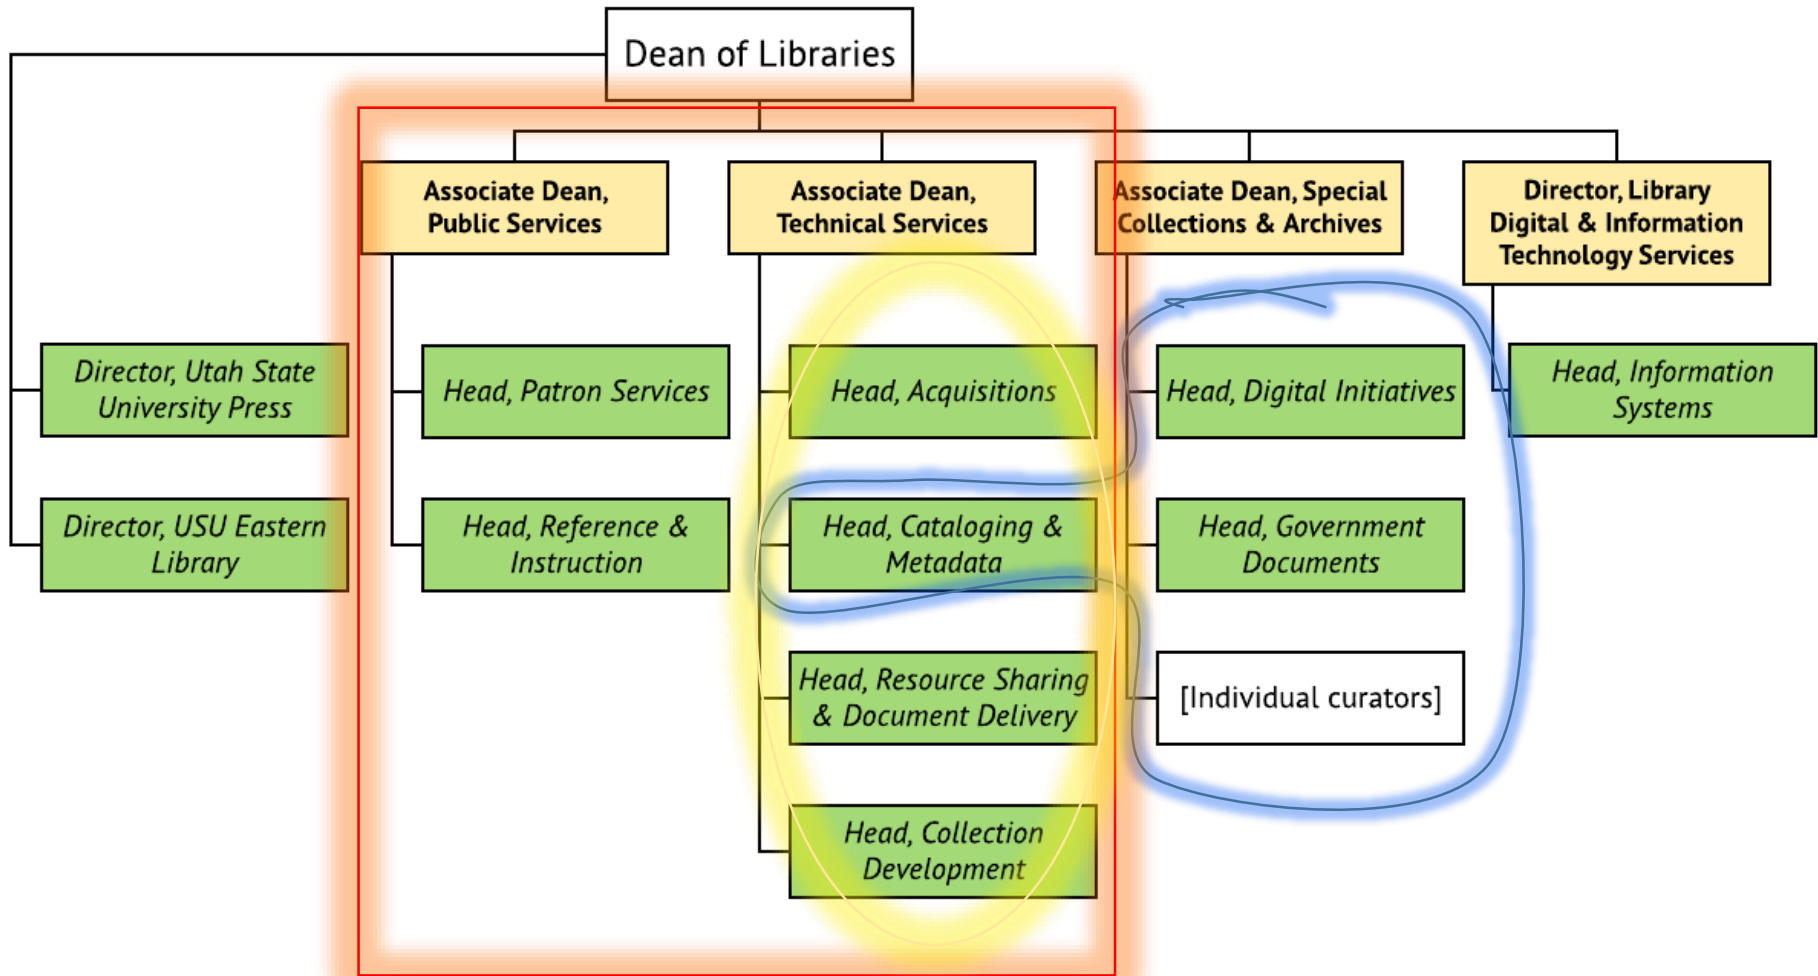 Dean of Libraries
Associate Dean,
Public Services
Associate Dean,
Technical Services
Associate Dean, Special
Collections & Archives
Director, Library
Digital & Information
Technology Services
Director, Utah State
University Press
Head, Patron Services
Head, Acquisitions
Head, Digital Initiatives
Head, Information
Systems
Director, USU Eastern
Library
Head, Reference &
Instruction
Head, Cataloging &
Metadata
Head, Government
Documents
Head, Resource Sharing
& Document Delivery
[Individual curators]
Head, Collection
Development